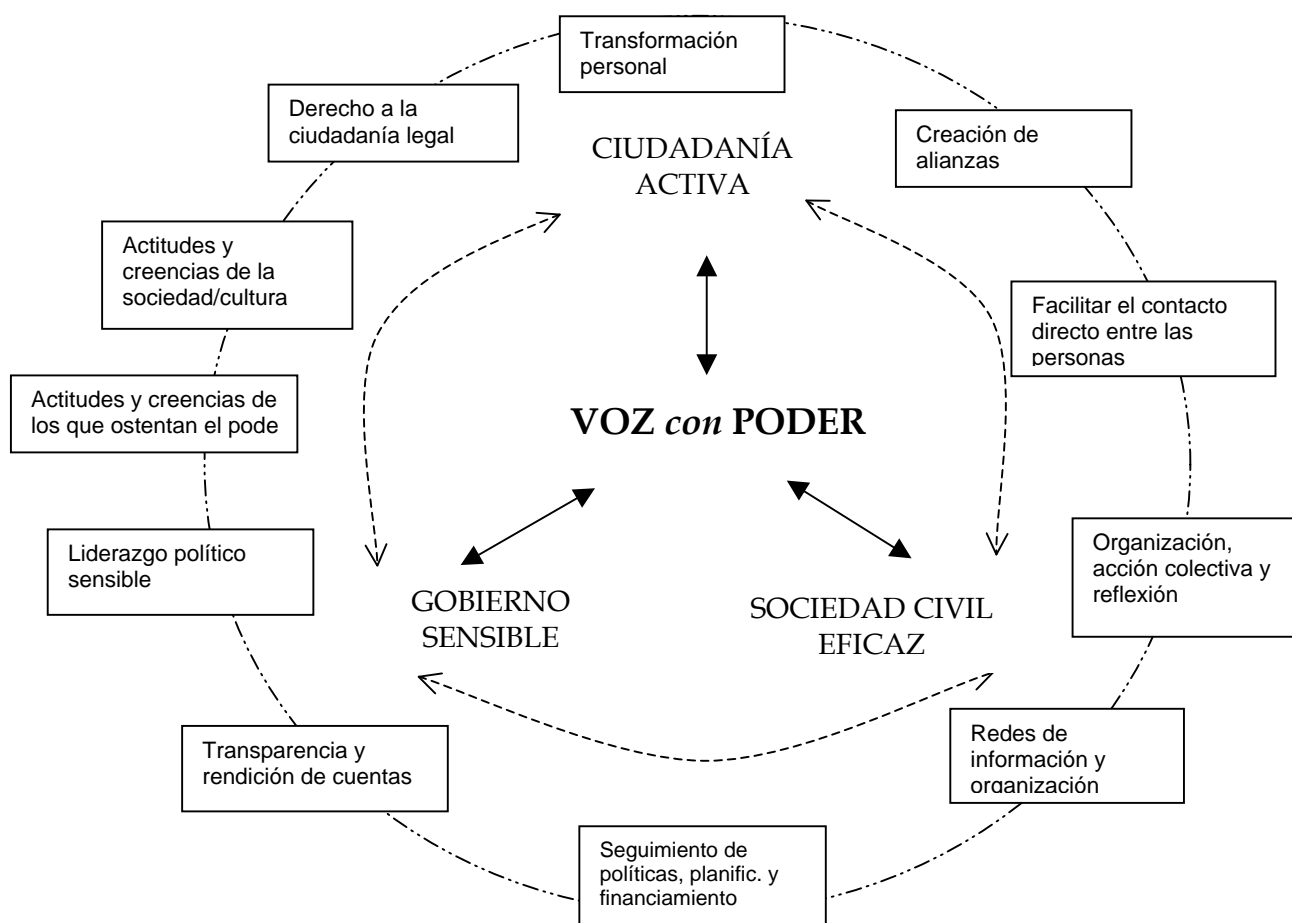 Transformación
personal
Derecho a la
ciudadanía legal
Creación de
alianzas
CIUDADANÍA
ACTIVA
Actitudes y
creencias de la
sociedad/cultura
Facilitar el contacto
directo entre las
personas
Actitudes y creencias de
los que ostentan el pode
VOZ con PODER
Liderazgo político
sensible
Organización,
acción colectiva y
reflexión
GOBIERNO
SENSIBLE
SOCIEDAD CIVIL
EFICAZ
Transparencia y
rendición de cuentas
Redes de
información y
organización
Seguimiento de
políticas, planific. y
financiamiento